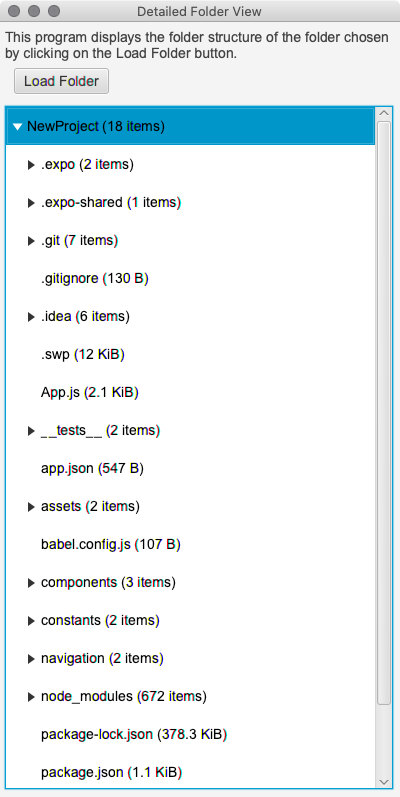 Detailed Folder View
This program displays the folder structure of the folder chosen
by clicking on the Load Folder button.
Load Folder
NewProject (18 items)
.expo (2 items)
.expo-shared (1 items)
.git (7 items)
.gitignore (130 B)
.idea (6 items)
.swp (12 KiB)
App.js (2.1 KiB)
__tests__ (2 items)
app.json (547 B)
assets (2 items)
babel.config.js (107 B)
components (3 items)
constants (2 items)
navigation (2 items)
node_modules (672 items)
package-lock.json (378.3 KiB)
package.json (1.1 KiB)